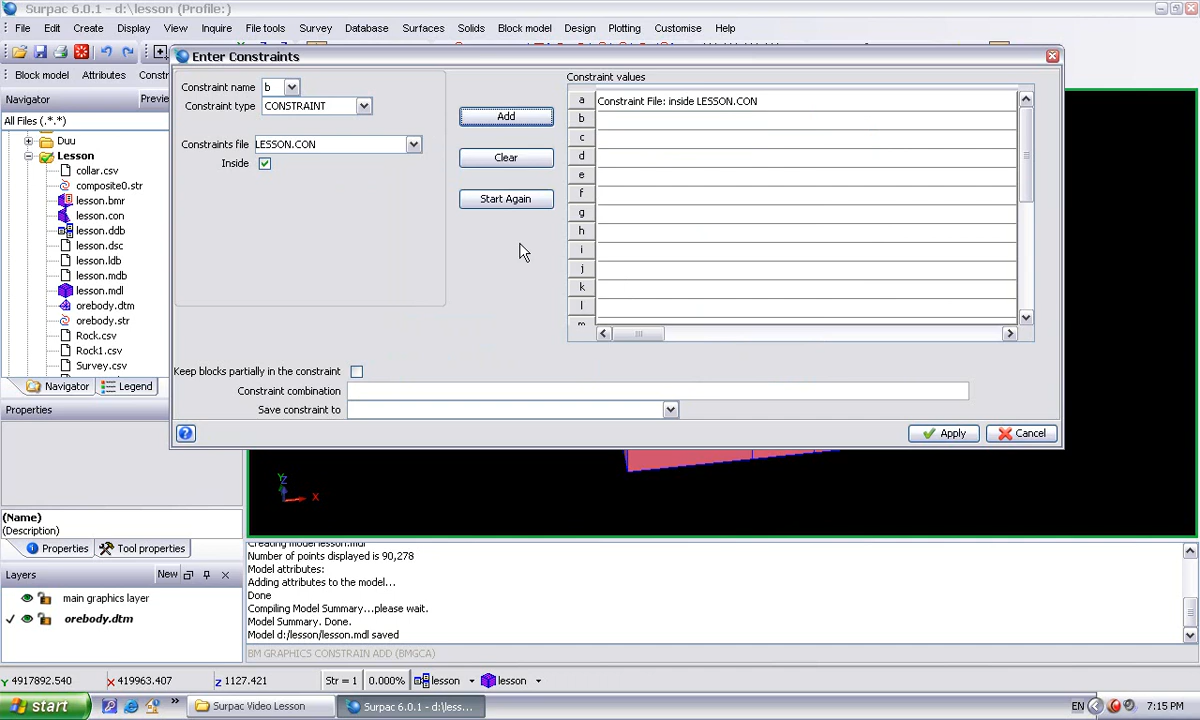 Surpac 6.0.1 - d:\lesson (Profile:)
File Edit Create Display View Inquire File tools Survey Database Surfaces Solids Block model Design Plotting Customise Help
Block model Attributes Constr
Enter Constraints
Navigator Preview
All Files (.*.*)
Duu
Lesson
collar.csv
composite0.str
lesson.bmr
lesson.con
lesson.ddb
lesson.dsc
lesson.ldb
lesson.mdb
lesson.mdl
orebody.dtm
orebody.str
Rock.csv
Rock1.csv
Survey.csv
Navigator Legend
Constraint name b
Constraint type CONSTRAINT
Constraints file LESSON.CON
Inside
Add
Clear
Start Again
Constraint values
a Constraint File: inside LESSON.CON
b
c
d
e
f
g
h
i
j
k
l
m
Keep blocks partially in the constraint
Constraint combination
Save constraint to
Apply Cancel
Properties
(Name)
(Description)
Properties Tool properties
Layers New
main graphics layer
orebody.dtm
Y
Z
X
Creating model lesson.mdl
Number of points displayed is 90,278
Model attributes:
Adding attributes to the model...
Done
Compiling Model Summary...please wait.
Model Summary. Done.
Model d:/lesson/lesson.mdl saved
BM GRAPHICS CONSTRAIN ADD (BMGCA)
Y 4917892.540 X 419963.407 Z 1127.421 Str = 1 0.000% lesson lesson
start » Surpac Video Lesson Surpac 6.0.1 - d:\less... EN 7:15 PM